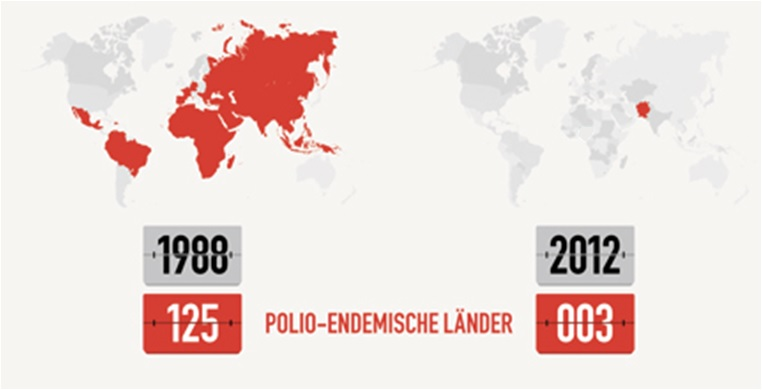 1988
2012
125
POLIO-ENDEMISCHE LÄNDER
003